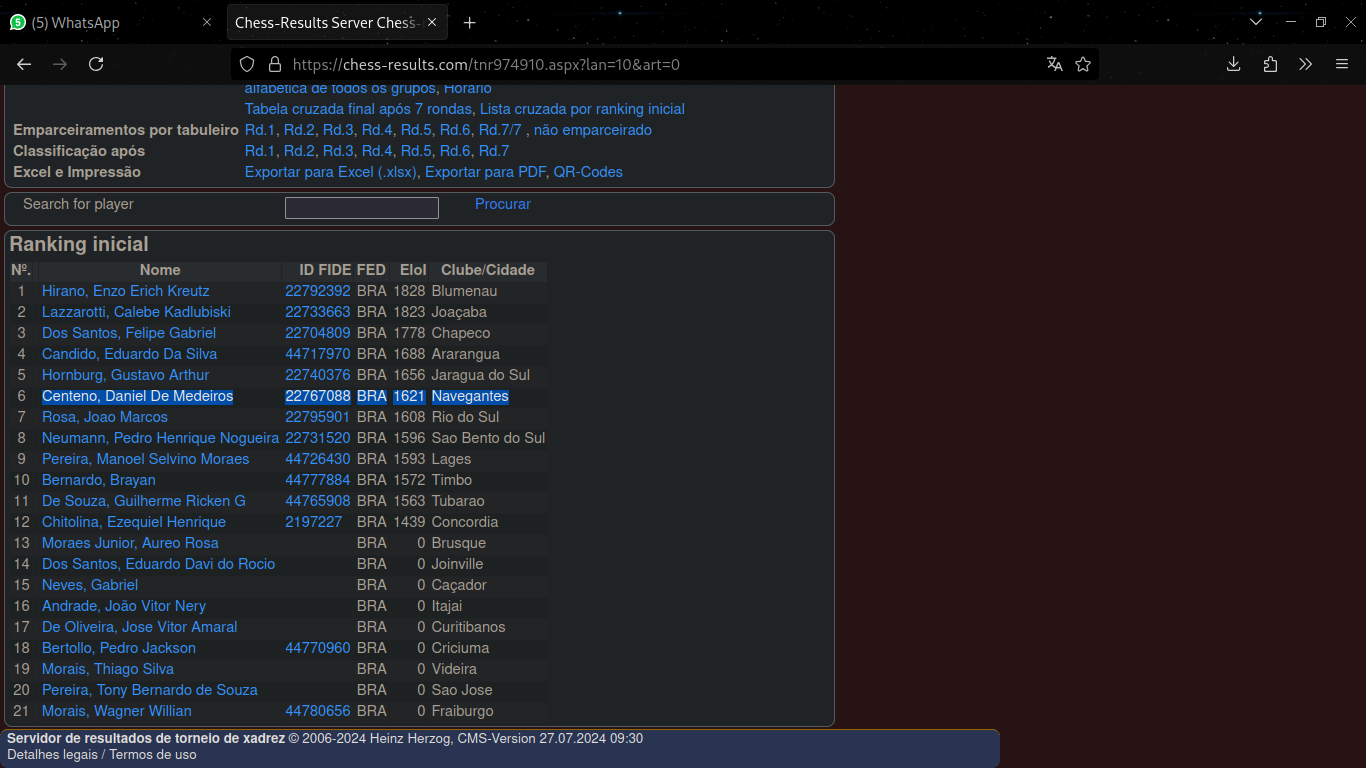 (5) WhatsApp
Chess-Results Server Chess-
https://chess-results.com/tnr974910.aspx?lan=10&art=0
alfabética de todos os grupos, Horário
Tabela cruzada final após 7 rondas, Lista cruzada por ranking inicial
Emparceiramentos por tabuleiro Rd.1, Rd.2, Rd.3, Rd.4, Rd.5, Rd.6, Rd.7/7 , não emparceirado
Classificação após Rd.1, Rd.2, Rd.3, Rd.4, Rd.5, Rd.6, Rd.7
Excel e Impressão Exportar para Excel (.xlsx), Exportar para PDF, QR-Codes
Search for player Procurar
Ranking inicial
Nº. Nome ID FIDE FED EloI Clube/Cidade
1 Hirano, Enzo Erich Kreutz 22792392 BRA 1828 Blumenau
2 Lazzarotti, Calebe Kadlubiski 22733663 BRA 1823 Joaçaba
3 Dos Santos, Felipe Gabriel 22704809 BRA 1778 Chapeco
4 Candido, Eduardo Da Silva 44717970 BRA 1688 Ararangua
5 Hornburg, Gustavo Arthur 22740376 BRA 1656 Jaragua do Sul
6 Centeno, Daniel De Medeiros 22767088 BRA 1621 Navegantes
7 Rosa, Joao Marcos 22795901 BRA 1608 Rio do Sul
8 Neumann, Pedro Henrique Nogueira 22731520 BRA 1596 Sao Bento do Sul
9 Pereira, Manoel Selvino Moraes 44726430 BRA 1593 Lages
10 Bernardo, Brayan 44777884 BRA 1572 Timbo
11 De Souza, Guilherme Ricken G 44765908 BRA 1563 Tubarao
12 Chitolina, Ezequiel Henrique 2197227 BRA 1439 Concordia
13 Moraes Junior, Aureo Rosa BRA 0 Brusque
14 Dos Santos, Eduardo Davi do Rocio BRA 0 Joinville
15 Neves, Gabriel BRA 0 Caçador
16 Andrade, João Vitor Nery BRA 0 Itajai
17 De Oliveira, Jose Vitor Amaral BRA 0 Curitibanos
18 Bertollo, Pedro Jackson 44770960 BRA 0 Criciuma
19 Morais, Thiago Silva BRA 0 Videira
20 Pereira, Tony Bernardo de Souza BRA 0 Sao Jose
21 Morais, Wagner Willian 44780656 BRA 0 Fraiburgo
Servidor de resultados de torneio de xadrez © 2006-2024 Heinz Herzog, CMS-Version 27.07.2024 09:30
Detalhes legais / Termos de uso